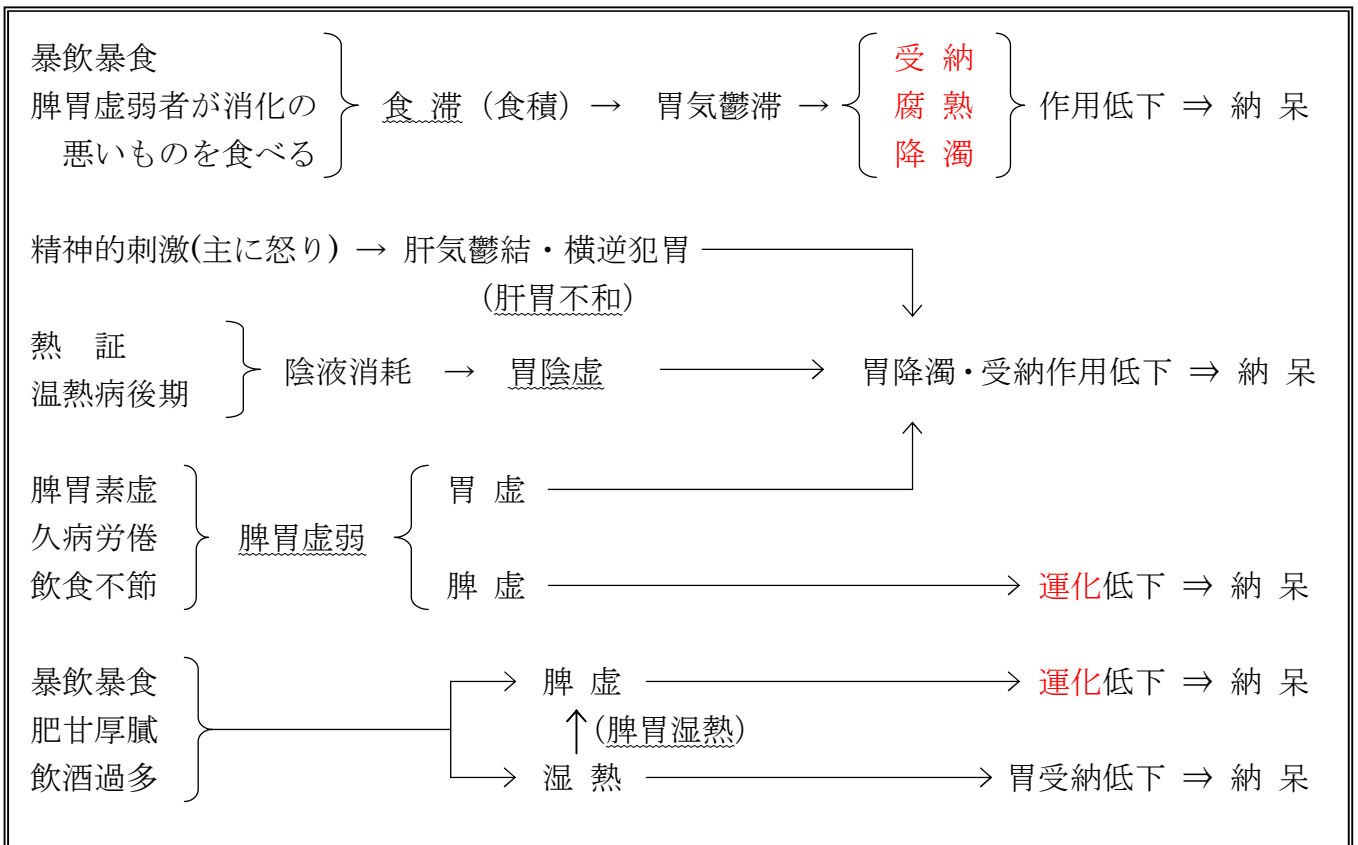 暴飲暴食
脾胃虚弱者が消化の
悪いものを食べる
食 滞 (食積) → 胃気鬱滞 →
受 納
腐 熟
降 濁
作用低下 ⇒ 納 呆
精神的刺激(主に怒り) → 肝気鬱結・横逆犯胃
(肝胃不和)
熱　証
温熱病後期
陰液消耗 → 胃陰虚 → 胃降濁・受納作用低下 ⇒ 納 呆
脾胃素虚
久病労倦
飲食不節
脾胃虚弱
胃 虚
脾 虚 → 運化低下 ⇒ 納 呆
暴飲暴食
肥甘厚膩
飲酒過多
→ 脾 虚 → 運化低下 ⇒ 納 呆
↑(脾胃湿熱)
→ 湿 熱 → 胃受納低下 ⇒ 納 呆